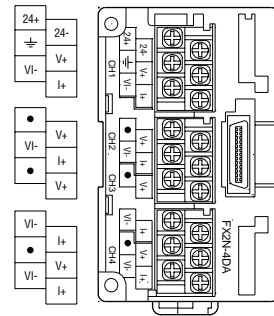 24+
24-
⏚
V+
VI-
I+
●
V+
VI-
I+
●
V+
VI-
I+
●
V+
VI-
I+
CH1
24+
⏚
VI-
24-
V+
I+
CH2
CH3
●
VI-
●
V+
I+
V+
CH4
VI-
●
VI-
I+
V+
I+
FX2N-4DA